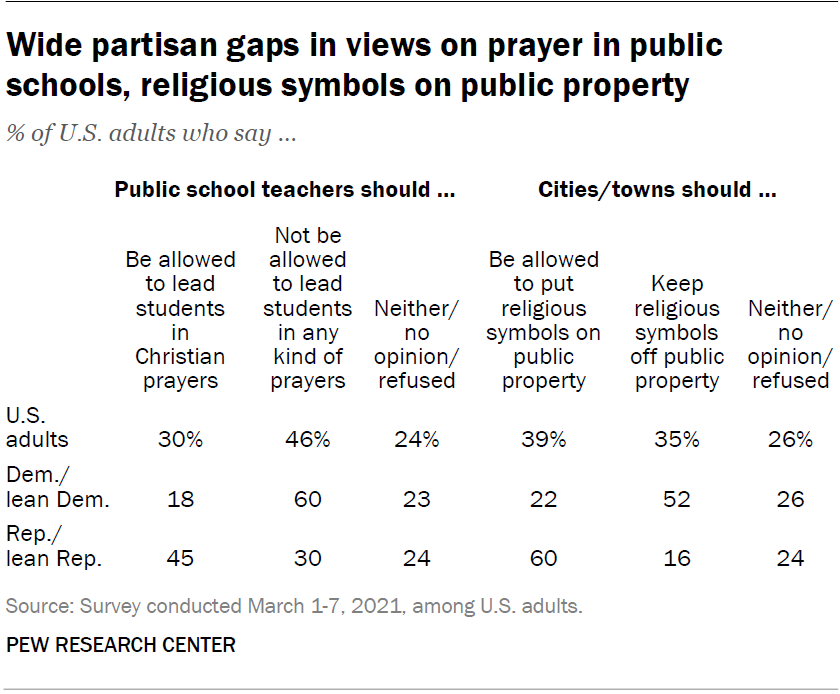 Wide partisan gaps in views on prayer in public
schools, religious symbols on public property
% of U.S. adults who say ...
Public school teachers should ... Cities/towns should ...
Be allowed to lead students in Christian prayers
Not be allowed to lead students in any kind of prayers
Neither/ no opinion/ refused
Be allowed to put religious symbols on public property
Keep religious symbols off public property
Neither/ no opinion/ refused
U.S.
adults 30% 46% 24% 39% 35% 26%
Dem./
lean Dem. 18 60 23 22 52 26
Rep./
lean Rep. 45 30 24 60 16 24
Source: Survey conducted March 1-7, 2021, among U.S. adults.
PEW RESEARCH CENTER